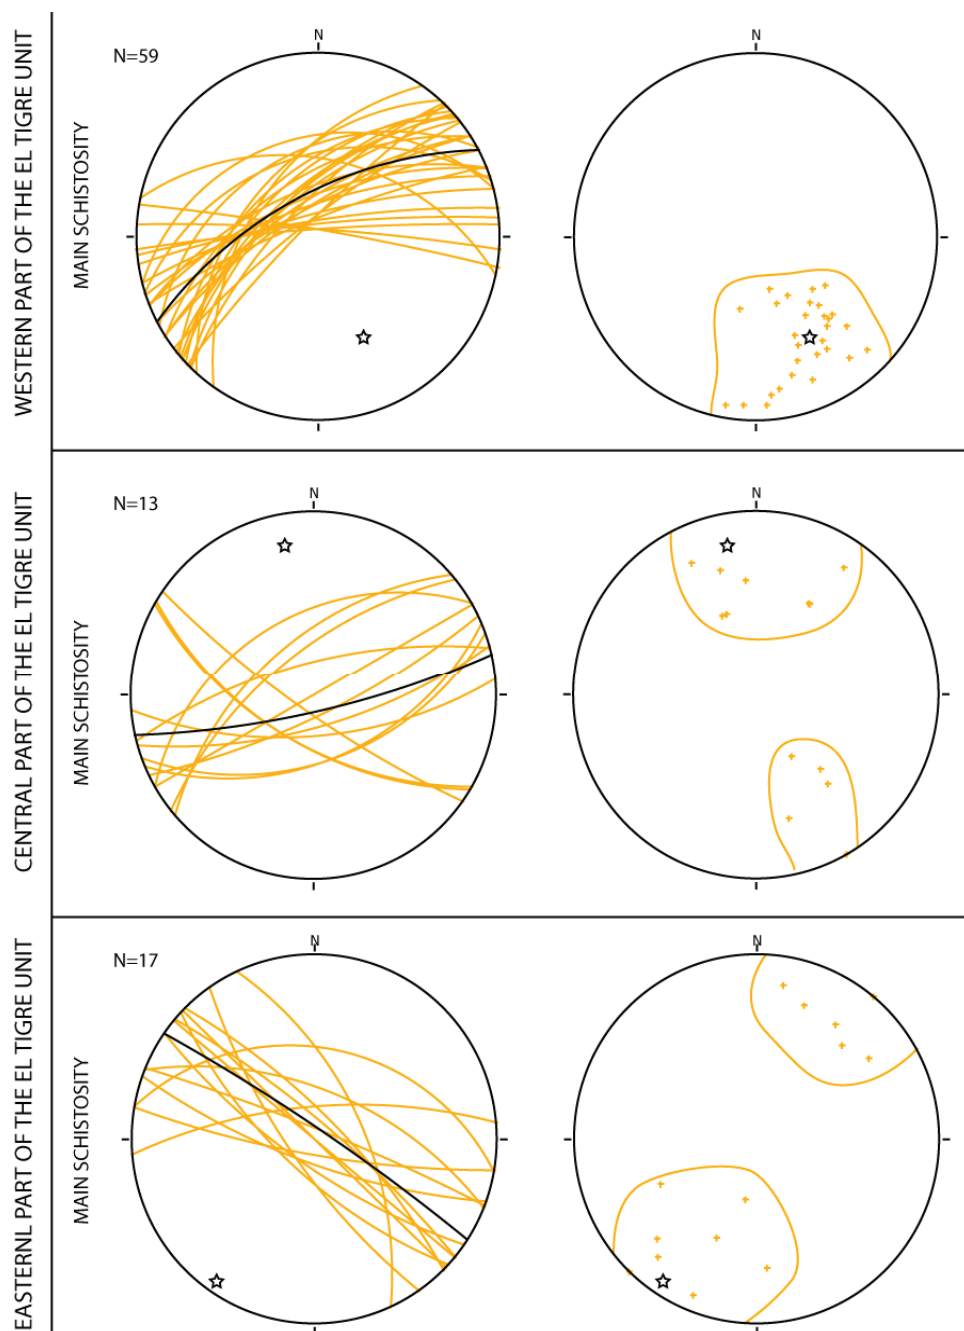 WESTERN PART OF THE EL TIGRE UNIT
MAIN SCHISTOSITY
N=59
N
N
CENTRAL PART OF THE EL TIGRE UNIT
MAIN SCHISTOSITY
N=13
N
N
EASTERNL PART OF THE EL TIGRE UNIT
MAIN SCHISTOSITY
N=17
N
N